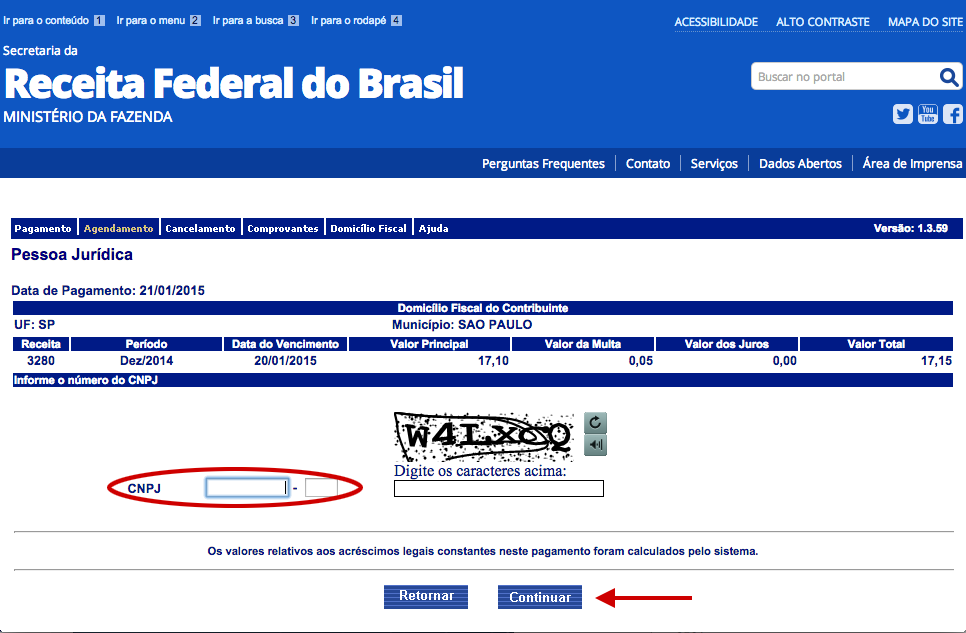 Ir para o conteúdo 1 Ir para o menu 2 Ir para a busca 3 Ir para o rodapé 4
ACESSIBILIDADE ALTO CONTRASTE MAPA DO SITE
Secretaria da
Receita Federal do Brasil
MINISTÉRIO DA FAZENDA
Buscar no portal
You Tube
Perguntas Frequentes Contato Serviços Dados Abertos Área de Imprensa
Pagamento Agendamento Cancelamento Comprovantes Domicílio Fiscal Ajuda Versão: 1.3.59
Pessoa Jurídica
Data de Pagamento: 21/01/2015
Domicílio Fiscal do Contribuinte
UF: SP Município: SAO PAULO
Receita Período Data do Vencimento Valor Principal Valor da Multa Valor dos Juros Valor Total
3280 Dez/2014 20/01/2015 17,10 0,05 0,00 17,15
Informe o número do CNPJ
W4LXOQ
Digite os caracteres acima:
CNPJ -
Os valores relativos aos acréscimos legais constantes neste pagamento foram calculados pelo sistema.
Retornar Continuar